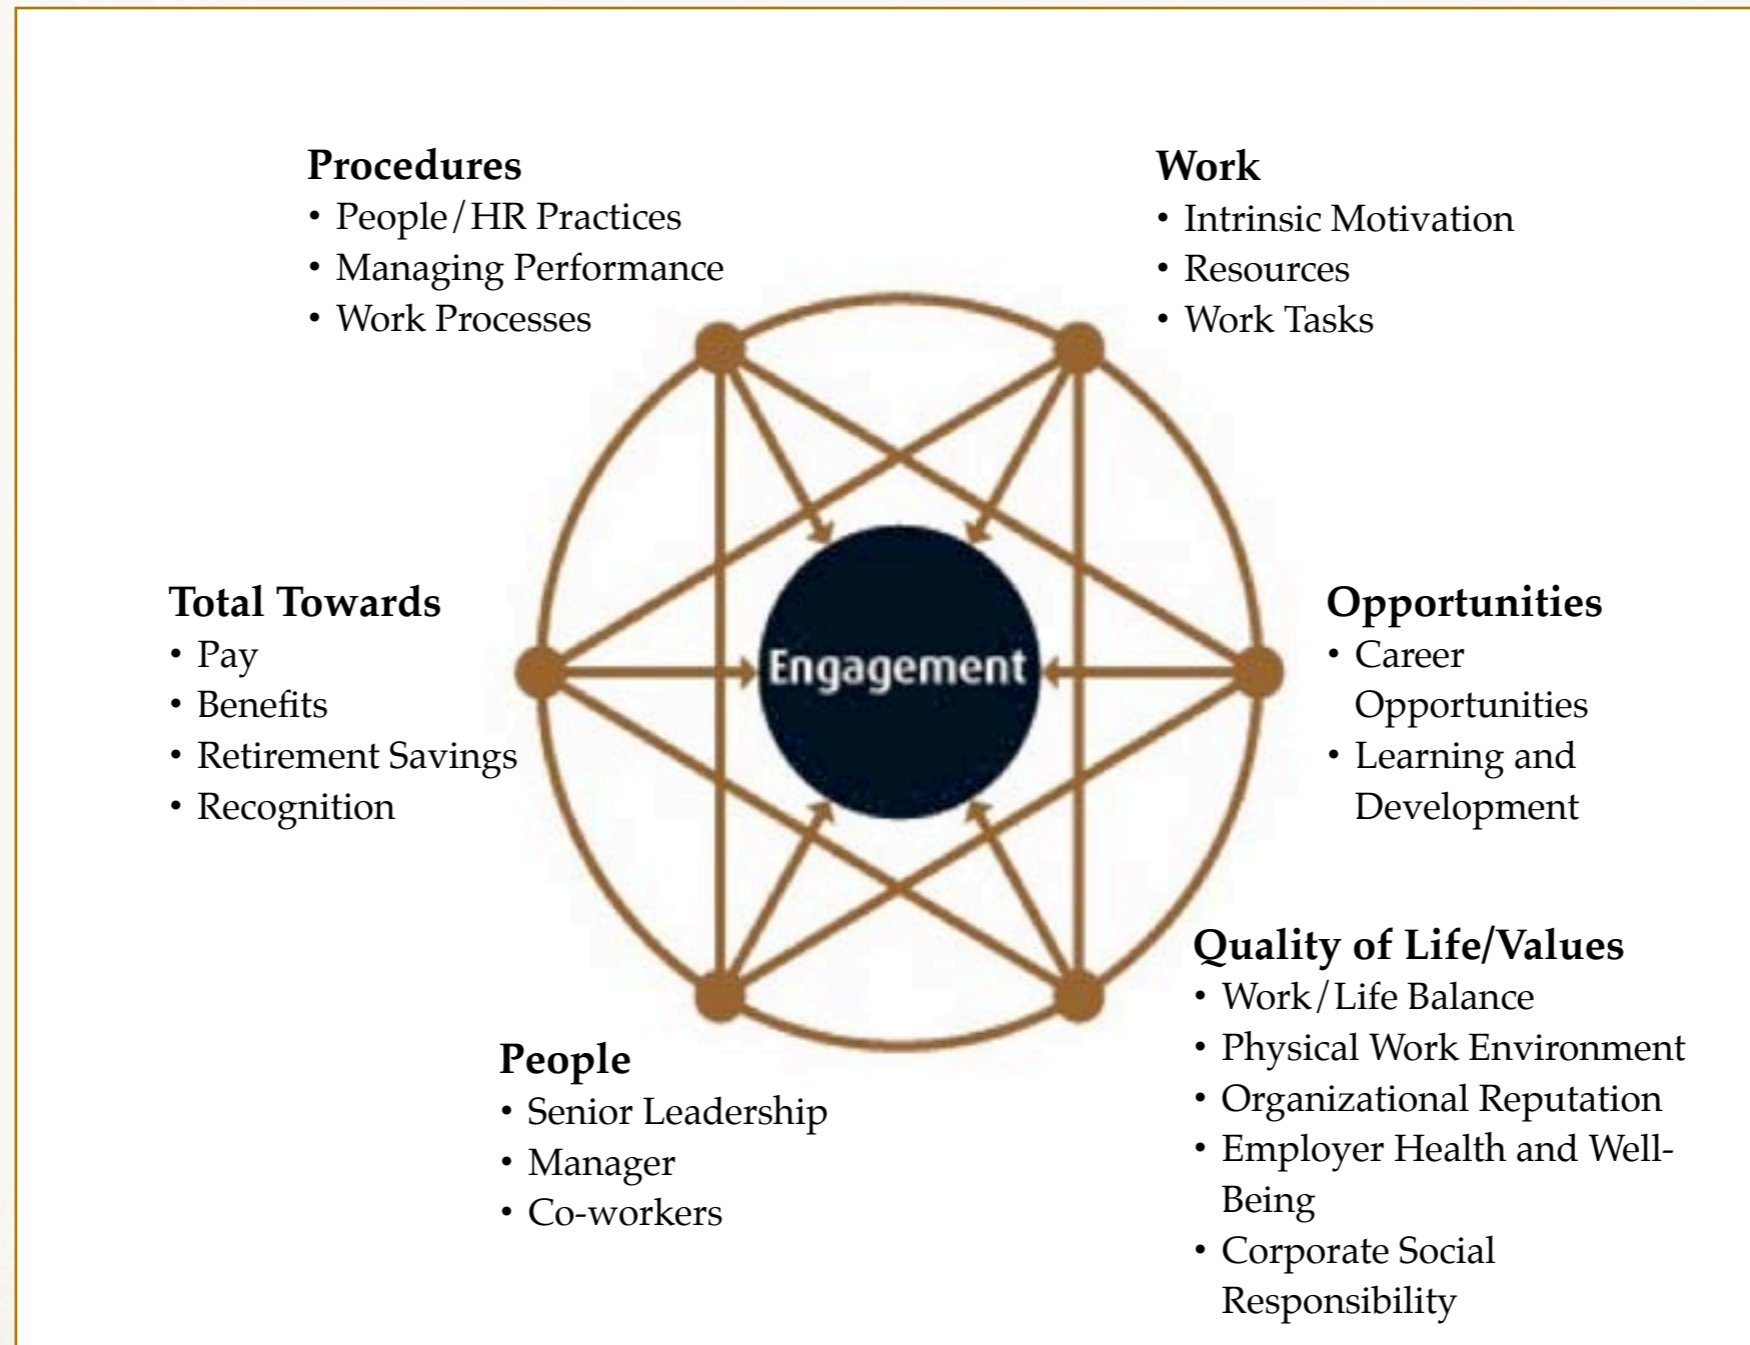 Procedures
• People/HR Practices
• Managing Performance
• Work Processes
Work
• Intrinsic Motivation
• Resources
• Work Tasks
Total Towards
• Pay
• Benefits
• Retirement Savings
• Recognition
Engagement
Opportunities
• Career
Opportunities
• Learning and
Development
People
• Senior Leadership
• Manager
• Co-workers
Quality of Life/Values
• Work/Life Balance
• Physical Work Environment
• Organizational Reputation
• Employer Health and Well-
Being
• Corporate Social
Responsibility